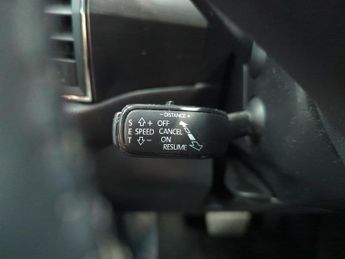 - DISTANCE +
S + OFF
E SPEED CANCEL
T - ON
RESUME